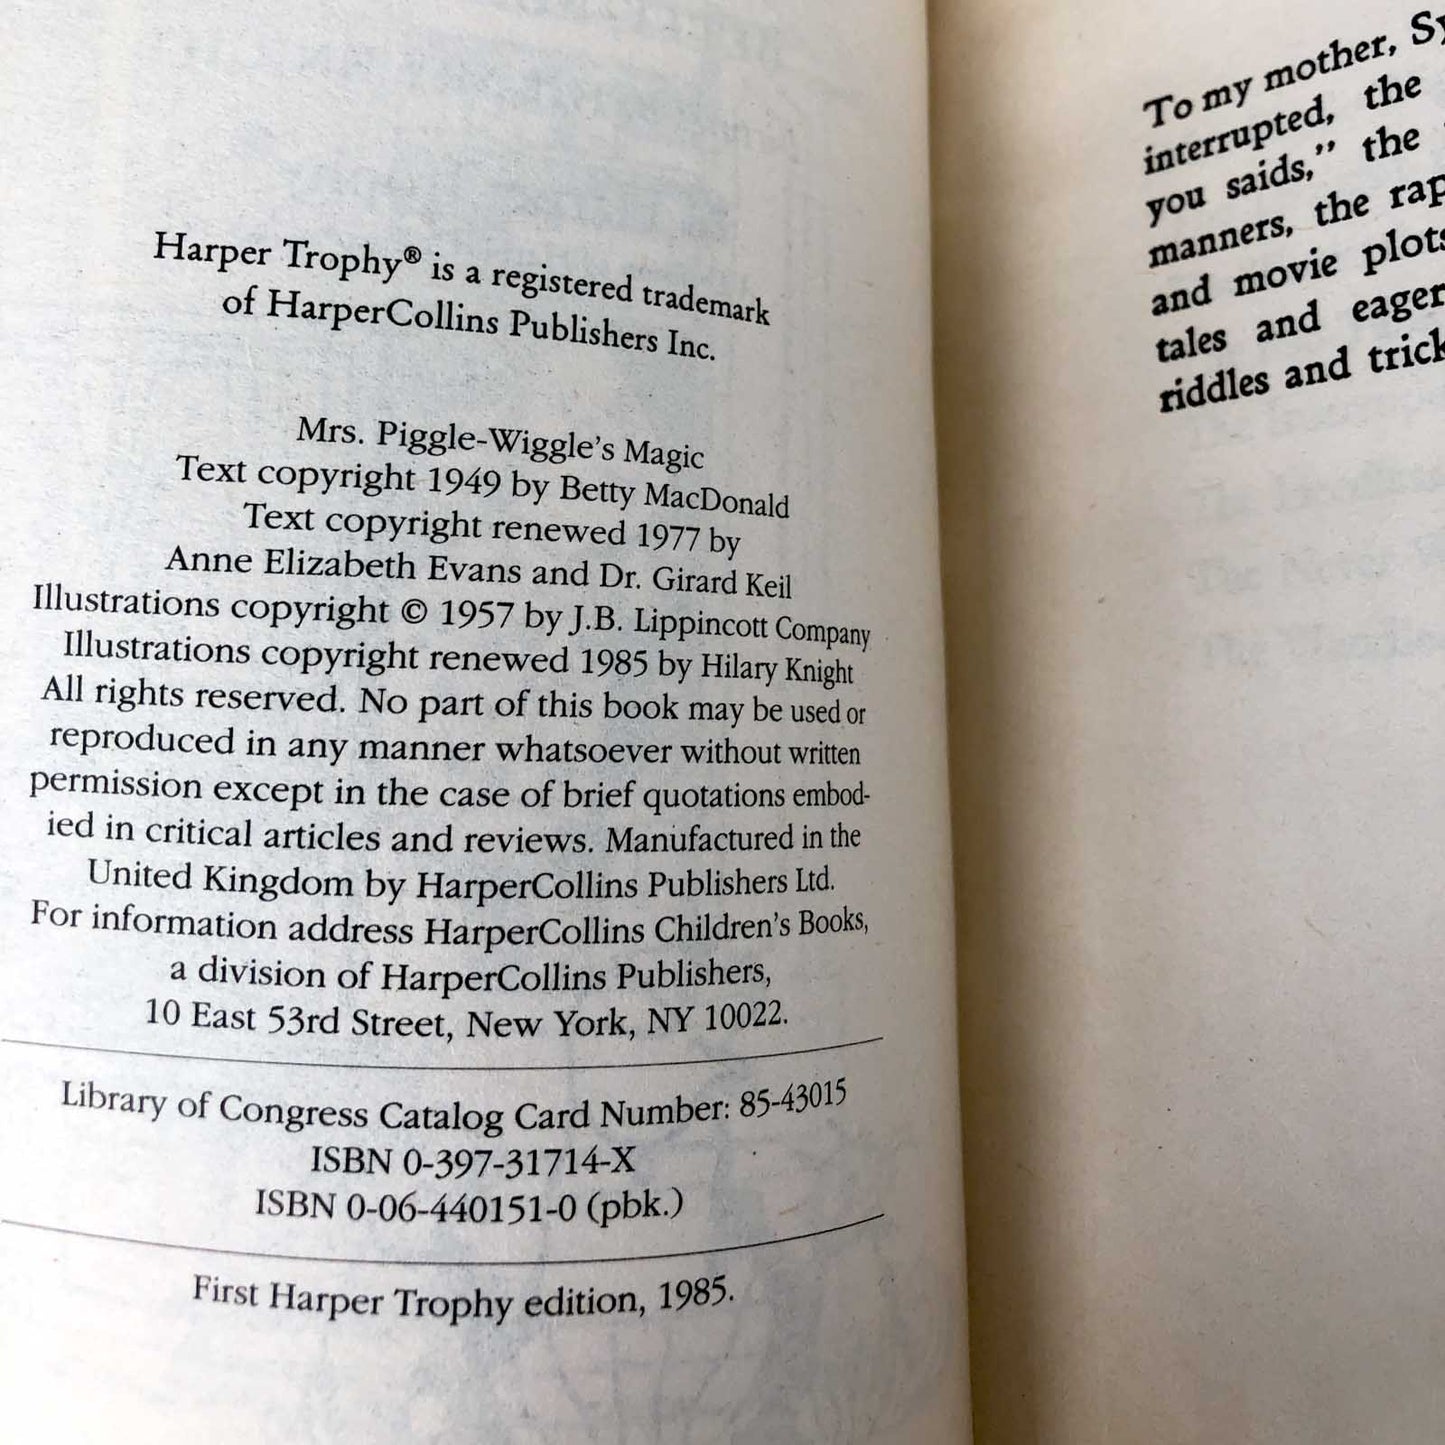 Harper Trophy® is a registered trademark
of HarperCollins Publishers Inc.
Mrs. Piggle-Wiggle's Magic
Text copyright 1949 by Betty MacDonald
Text copyright renewed 1977 by
Anne Elizabeth Evans and Dr. Girard Keil
Illustrations copyright © 1957 by J.B. Lippincott Company
Illustrations copyright renewed 1985 by Hilary Knight
All rights reserved. No part of this book may be used or
reproduced in any manner whatsoever without written
permission except in the case of brief quotations embod-
ied in critical articles and reviews. Manufactured in the
United Kingdom by HarperCollins Publishers Ltd.
For information address HarperCollins Children's Books,
a division of HarperCollins Publishers,
10 East 53rd Street, New York, NY 10022.
Library of Congress Catalog Card Number: 85-43015
ISBN 0-397-31714-X
ISBN 0-06-440151-0 (pbk.)
First Harper Trophy edition, 1985.
To my mother,
interrupted, the
you saids," the
manners, the
and movie plots
tales and eager
riddles and trick